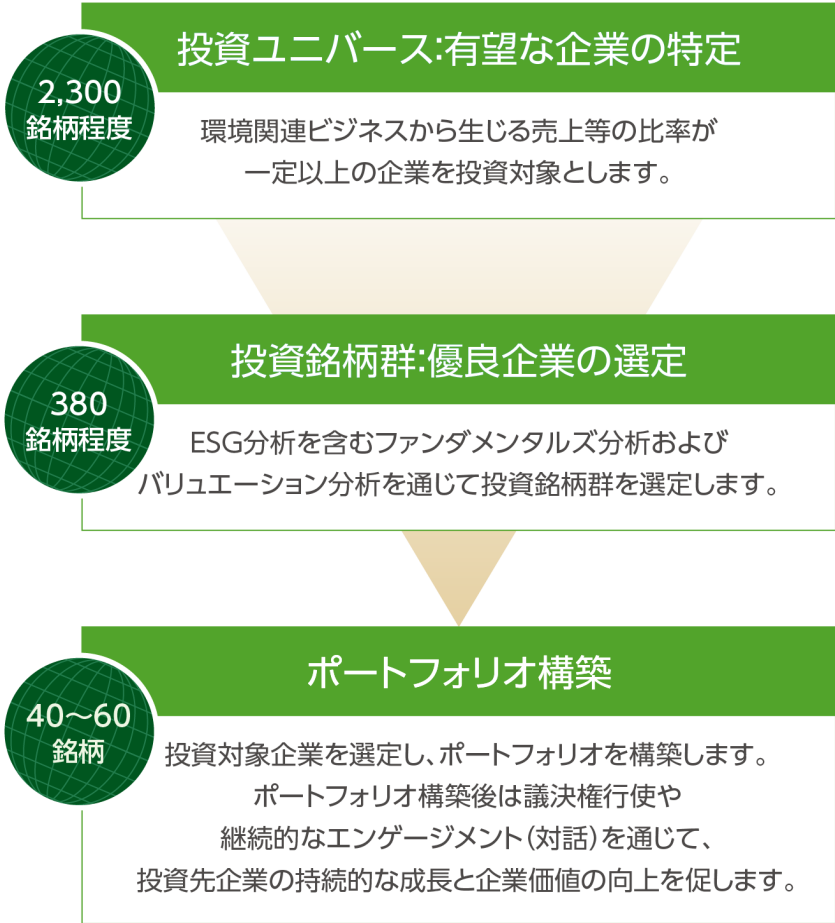 投資ユニバース:有望な企業の特定
2,300
銘柄程度
環境関連ビジネスから生じる売上等の比率が
一定以上の企業を投資対象とします。
投資銘柄群:優良企業の選定
380
銘柄程度
ESG分析を含むファンダメンタルズ分析および
バリュエーション分析を通じて投資銘柄群を選定します。
ポートフォリオ構築
40～60
銘柄
投資対象企業を選定し、ポートフォリオを構築します。
ポートフォリオ構築後は議決権行使や
継続的なエンゲージメント(対話)を通じて、
投資先企業の持続的な成長と企業価値の向上を促します。